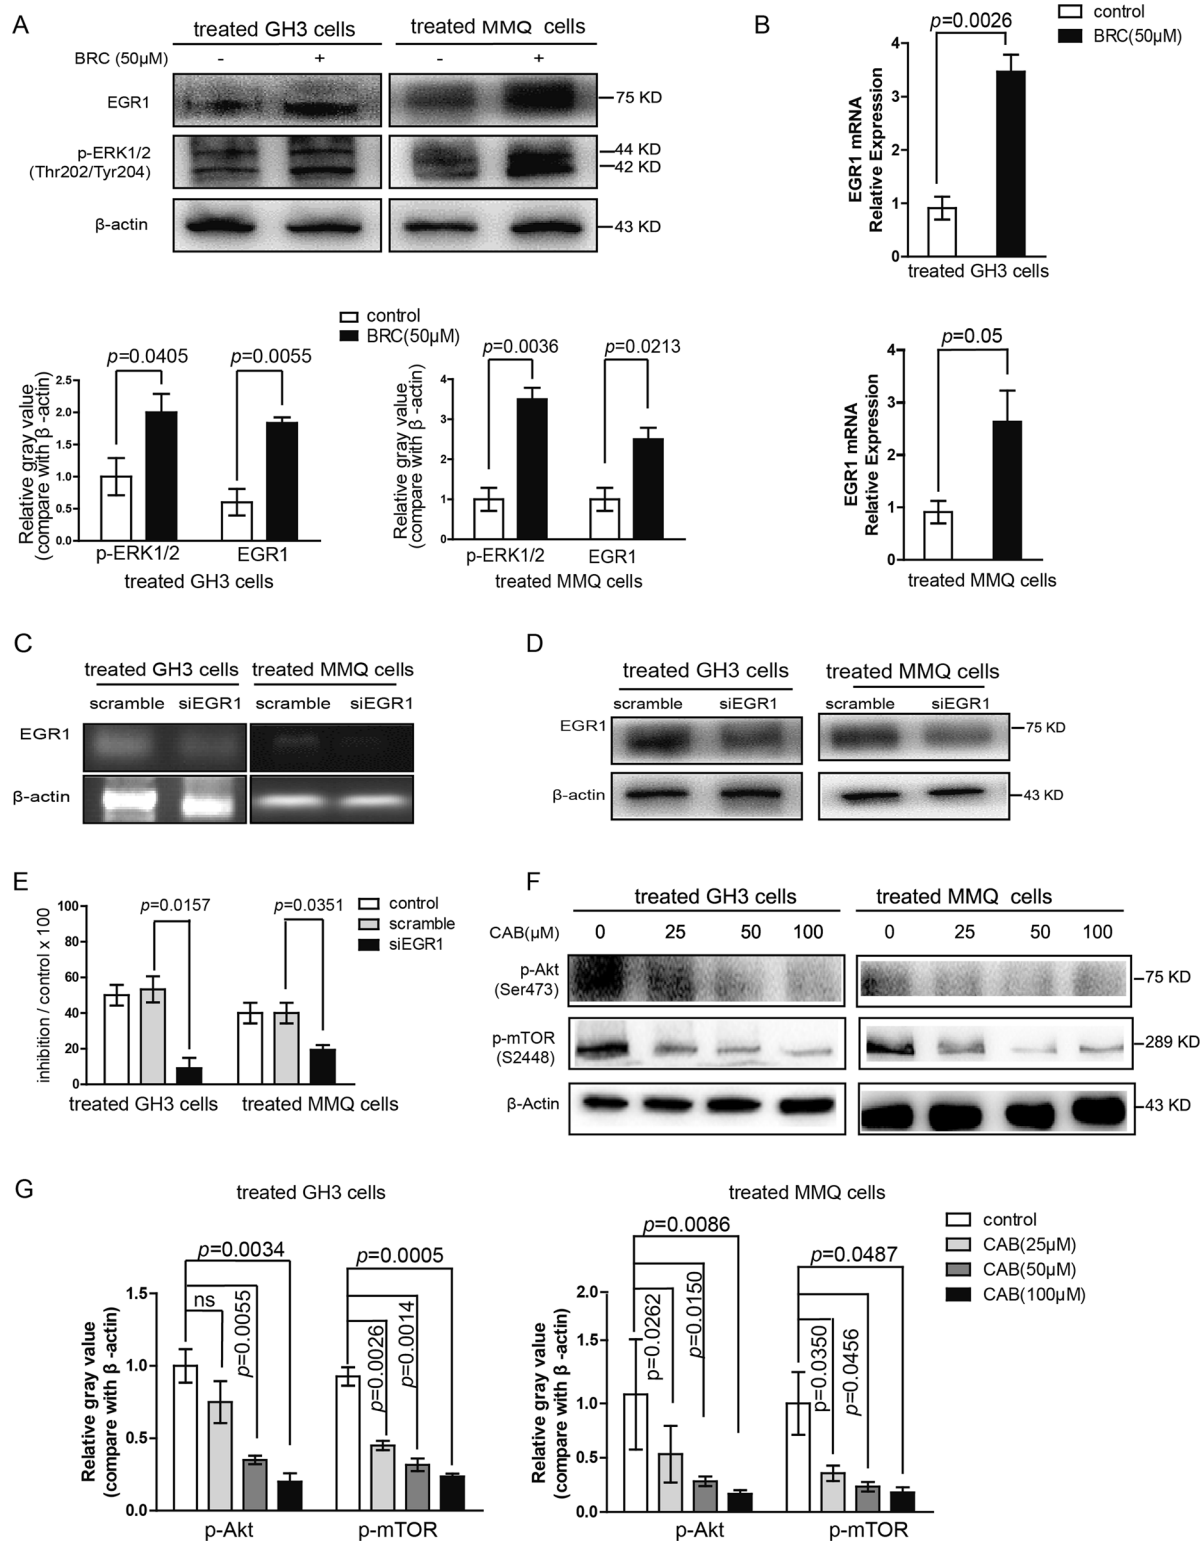 A
treated GH3 cells
treated MMQ cells
BRC (50μM)
-
+
-
+
EGR1
75 KD
p-ERK1/2
(Thr202/Tyr204)
44 KD
42 KD
β-actin
43 KD
control
BRC(50μM)
Relative gray value
(compare with β -actin)
2.5
2.0
1.5
1.0
0.5
0.0
p=0.0405
p=0.0055
p-ERK1/2
EGR1
treated GH3 cells
Relative gray value
(compare with β -actin)
4
3
2
1
0
p=0.0036
p=0.0213
p-ERK1/2
EGR1
treated MMQ cells
B
control
BRC(50μM)
p=0.0026
EGR1 mRNA
Relative Expression
4
3
2
1
0
treated GH3 cells
p=0.05
EGR1 mRNA
Relative Expression
4
3
2
1
0
treated MMQ cells
C
treated GH3 cells
treated MMQ cells
scramble
siEGR1
scramble
siEGR1
EGR1
β-actin
D
treated GH3 cells
treated MMQ cells
scramble
siEGR1
scramble
siEGR1
EGR1
75 KD
β-actin
43 KD
E
inhibition / control x 100
100
80
60
40
20
0
p=0.0157
p=0.0351
control
scramble
siEGR1
treated GH3 cells
treated MMQ cells
F
treated GH3 cells
treated MMQ cells
CAB(μM)
0
25
50
100
0
25
50
100
p-Akt
(Ser473)
75 KD
p-mTOR
(S2448)
289 KD
β-Actin
43 KD
G
treated GH3 cells
Relative gray value
(compare with β -actin)
1.5
1.0
0.5
0.0
p=0.0034
ns
p=0.0055
p=0.0005
p=0.0026
p=0.0014
p-Akt
p-mTOR
treated MMQ cells
Relative gray value
(compare with β -actin)
2.0
1.5
1.0
0.5
0.0
p=0.0086
p=0.0262
p=0.0150
p=0.0487
p=0.0350
p=0.0456
p-Akt
p-mTOR
control
CAB(25μM)
CAB(50μM)
CAB(100μM)